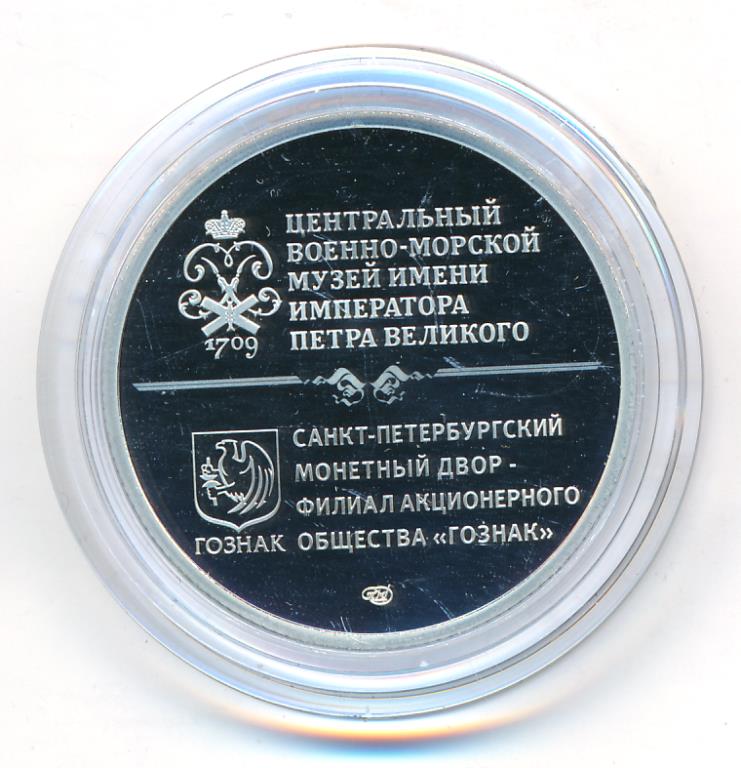 ЦЕНТРАЛЬНЫЙ
ВОЕННО-МОРСКОЙ
МУЗЕЙ ИМЕНИ
ИМПЕРАТОРА
ПЕТРА ВЕЛИКОГО
1709
САНКТ-ПЕТЕРБУРГСКИЙ
МОНЕТНЫЙ ДВОР -
ФИЛИАЛ АКЦИОНЕРНОГО
ОБЩЕСТВА «ГОЗНАК»
ГОЗНАК